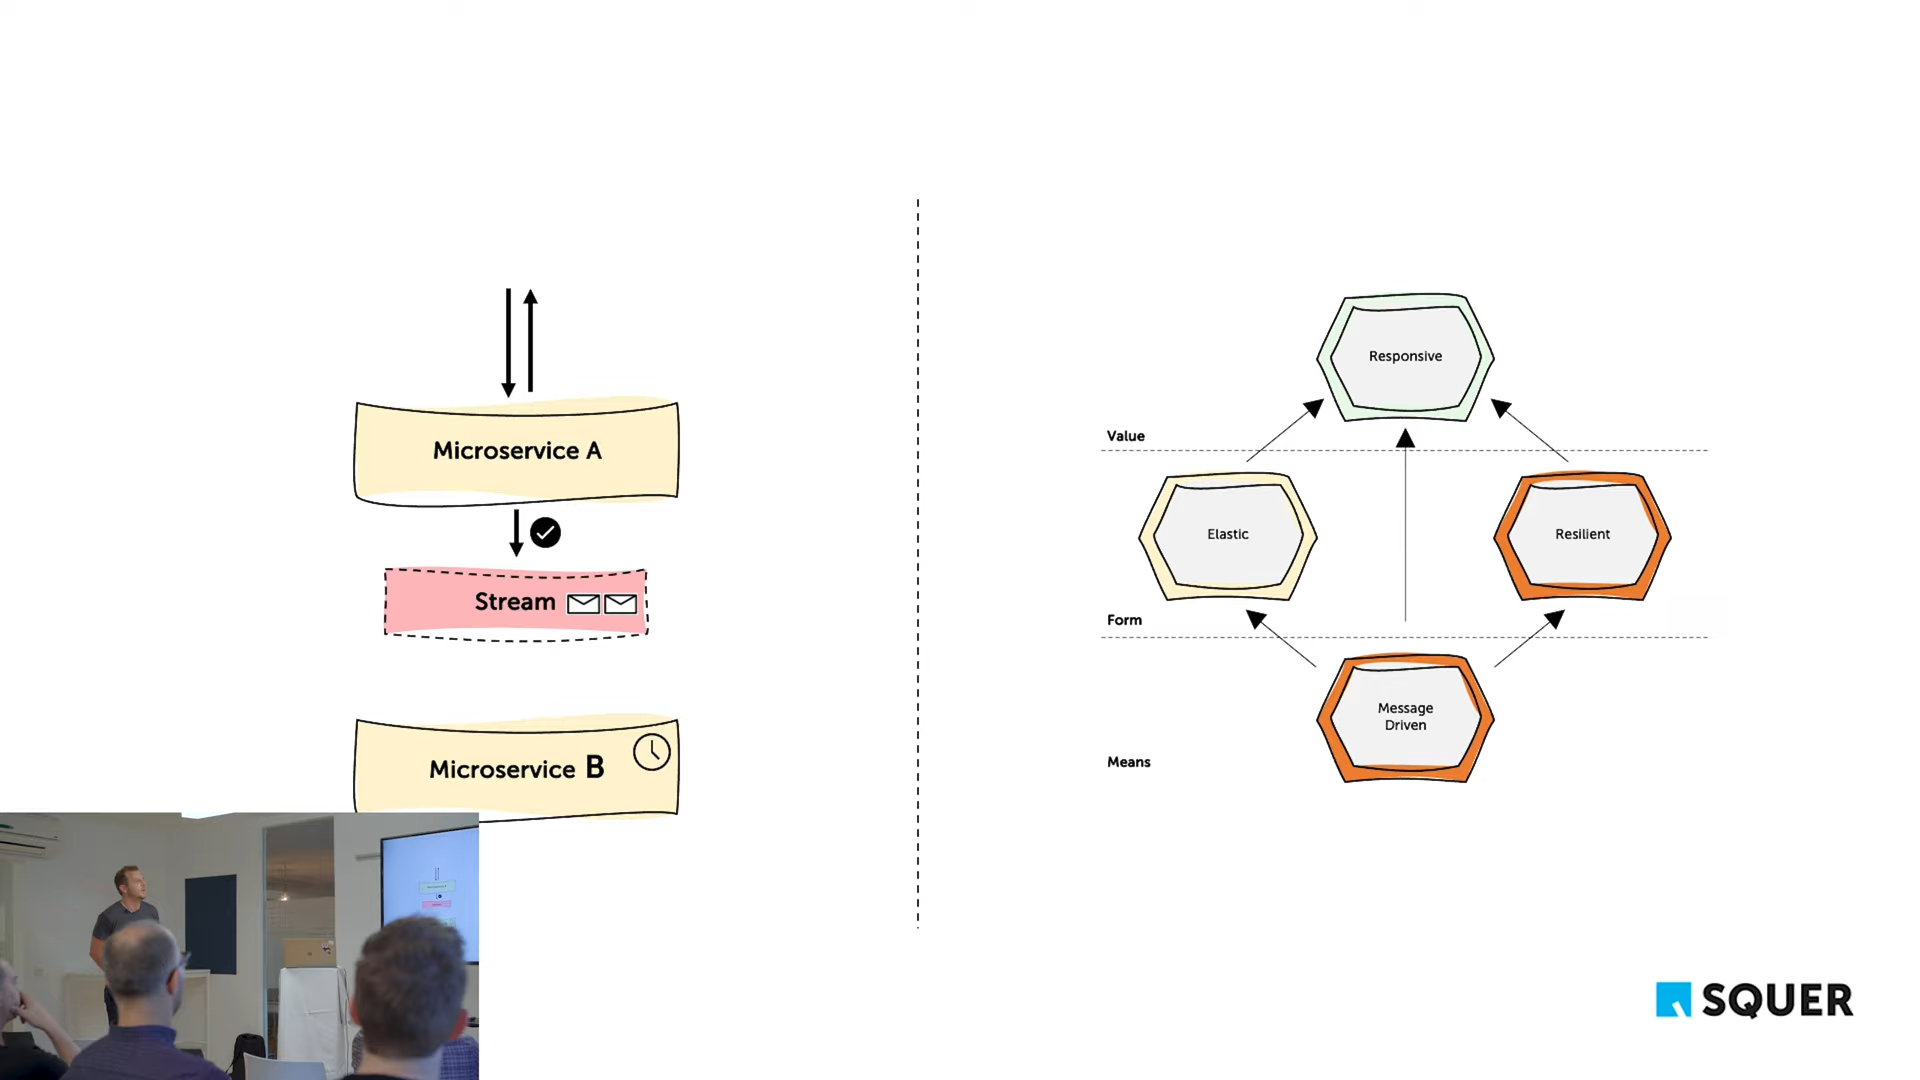 Microservice A
Stream
Microservice B
Responsive
Value
Elastic
Resilient
Form
Message
Driven
Means
SQUER